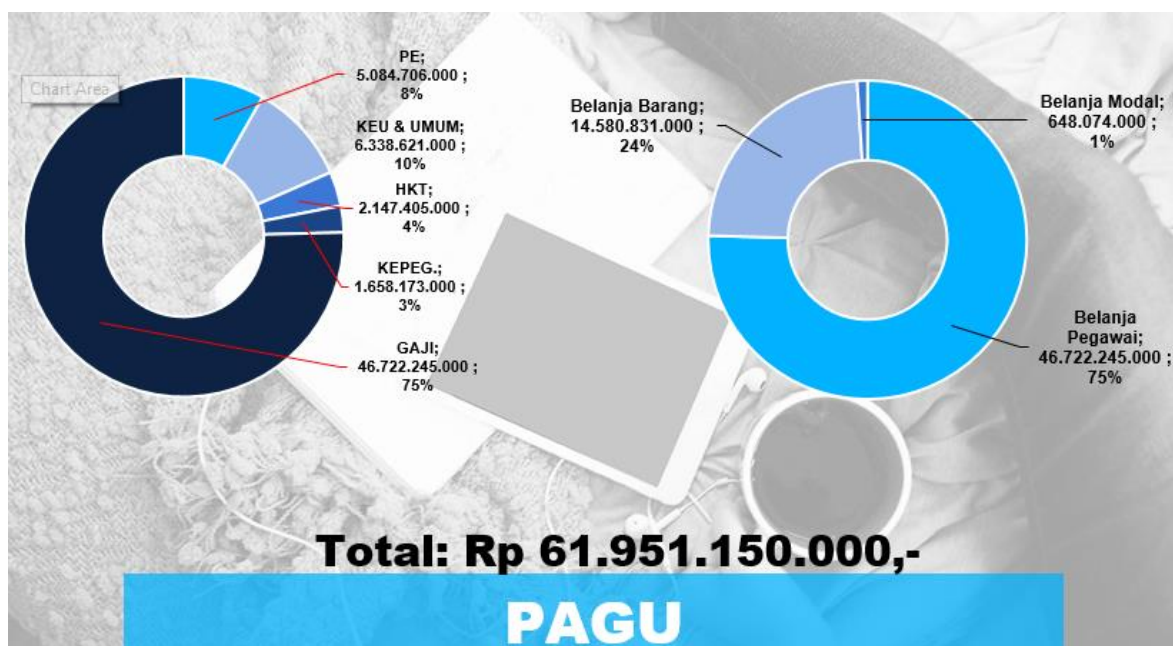 Chart Area
PE;
5.084.706.000 ;
8%
KEU & UMUM;
6.338.621.000 ;
10%
HKT;
2.147.405.000 ;
4%
KEPEG.;
1.658.173.000 ;
3%
GAJI;
46.722.245.000 ;
75%
Belanja Barang;
14.580.831.000 ;
24%
Belanja Modal;
648.074.000 ;
1%
Belanja
Pegawai;
46.722.245.000 ;
75%
Total: Rp 61.951.150.000,-
PAGU